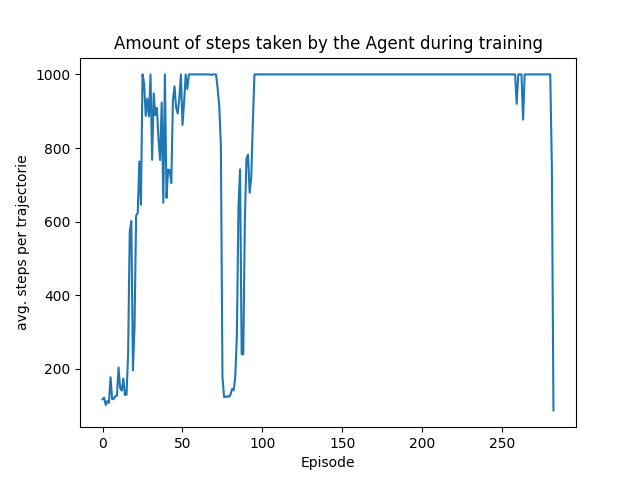 Amount of steps taken by the Agent during training
avg. steps per trajectorie
1000
800
600
400
200
0 50 100 150 200 250
Episode